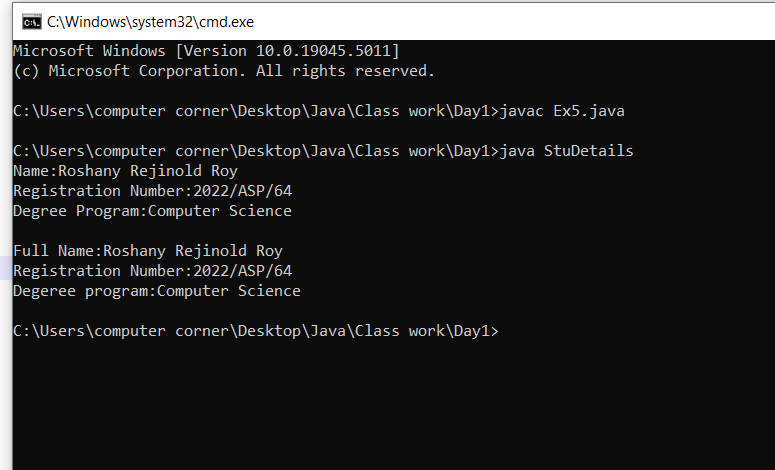 C:\Windows\system32\cmd.exe
Microsoft Windows [Version 10.0.19045.5011]
(c) Microsoft Corporation. All rights reserved.
C:\Users\computer corner\Desktop\Java\Class work\Day1>javac Ex5.java
C:\Users\computer corner\Desktop\Java\Class work\Day1>java StuDetails
Name:Roshany Rejinold Roy
Registration Number:2022/ASP/64
Degree Program:Computer Science
Full Name:Roshany Rejinold Roy
Registration Number:2022/ASP/64
Degeree program:Computer Science
C:\Users\computer corner\Desktop\Java\Class work\Day1>